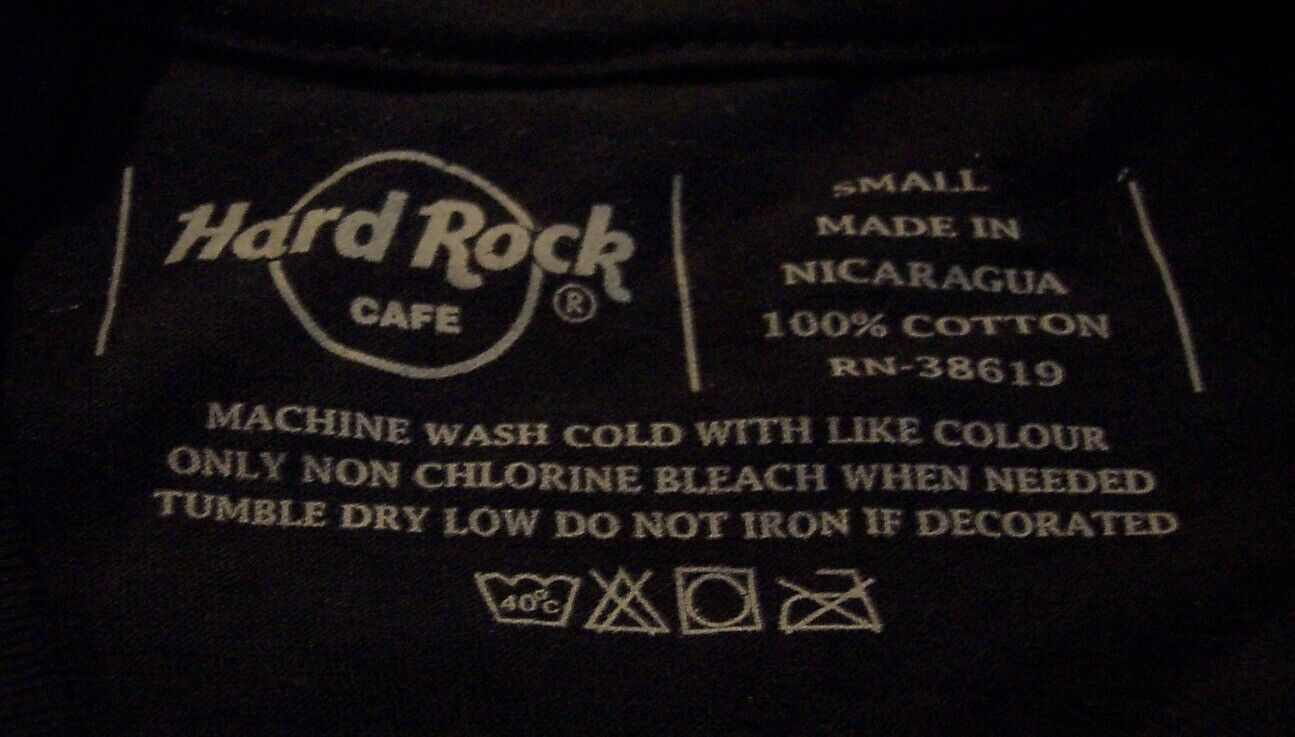 Hard Rock
CAFE
®
SMALL
MADE IN
NICARAGUA
100% COTTON
RN-38619
MACHINE WASH COLD WITH LIKE COLOUR
ONLY NON CHLORINE BLEACH WHEN NEEDED
TUMBLE DRY LOW DO NOT IRON IF DECORATED
40°C